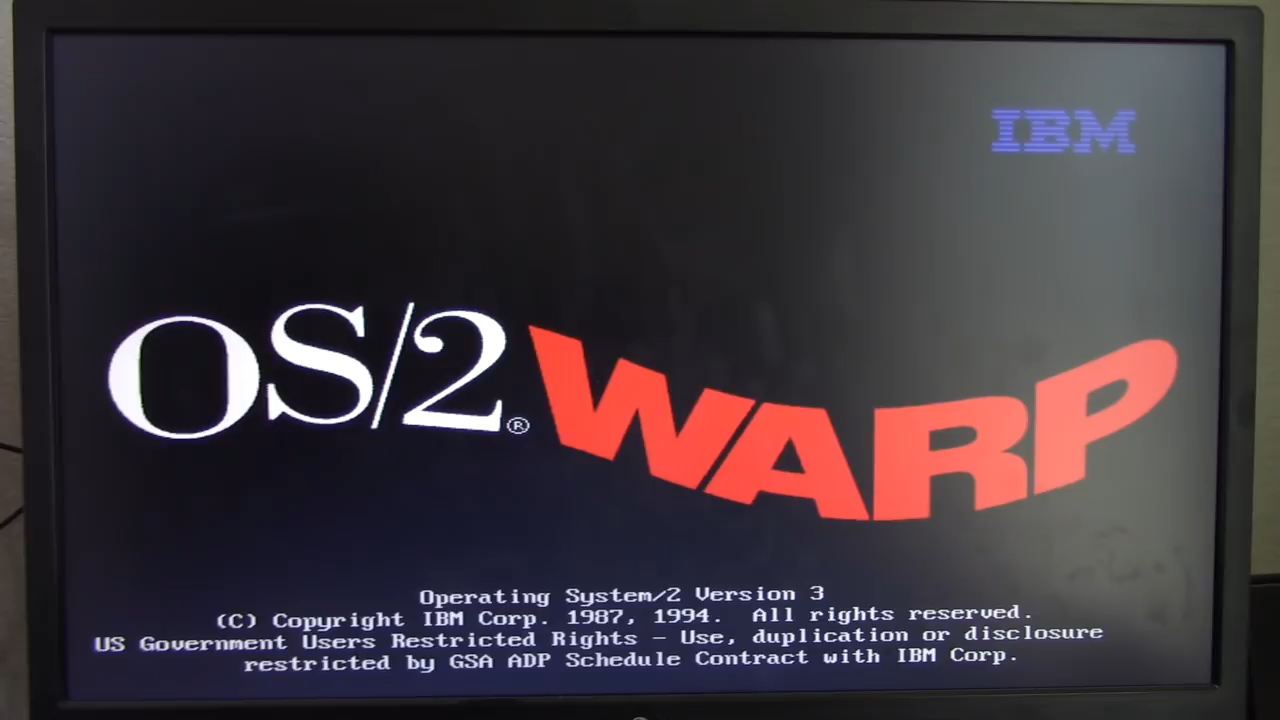 IBM
OS/2® WARP
Operating System/2 Version 3
(C) Copyright IBM Corp. 1987, 1994.  All rights reserved.
US Government Users Restricted Rights - Use, duplication or disclosure
restricted by GSA ADP Schedule Contract with IBM Corp.